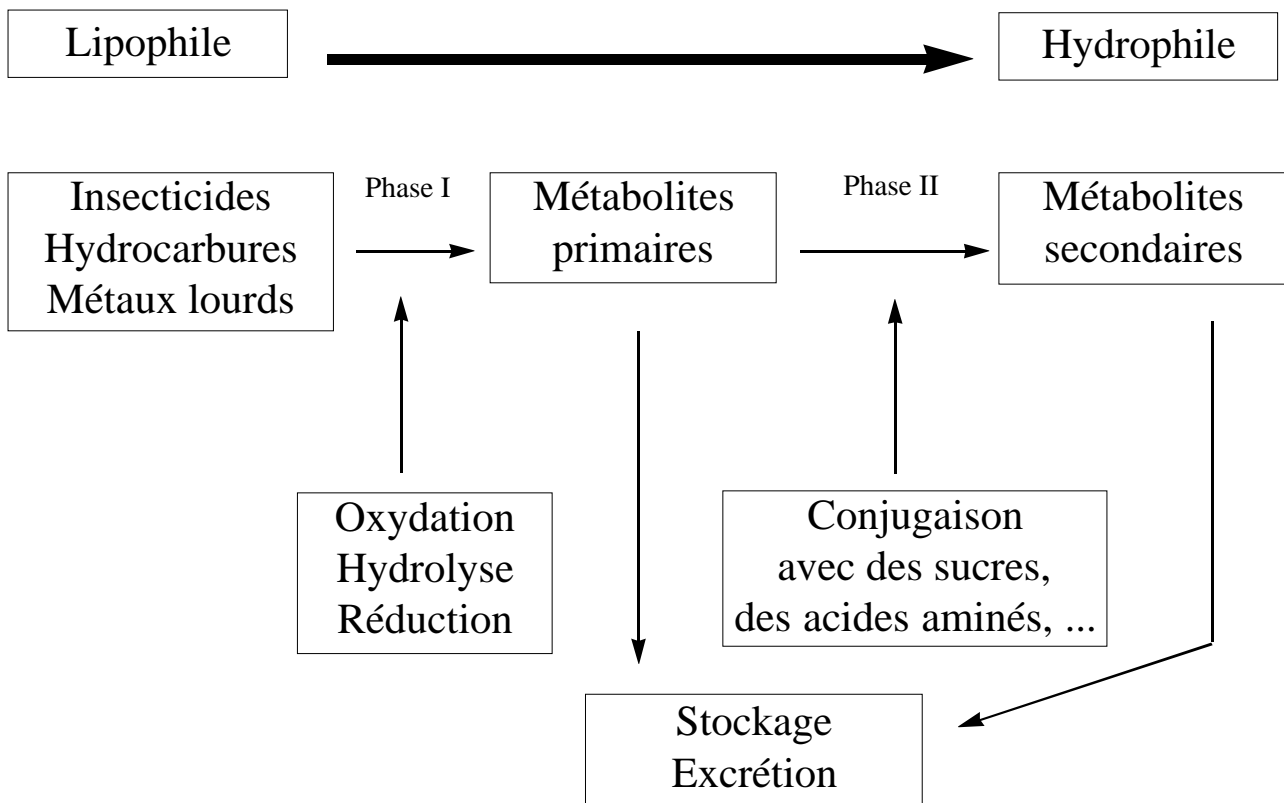 Lipophile
Hydrophile
Insecticides
Hydrocarbures
Métaux lourds
Phase I
Métabolites
primaires
Phase II
Métabolites
secondaires
Oxydation
Hydrolyse
Réduction
Conjugaison
avec des sucres,
des acides aminés, ...
Stockage
Excrétion